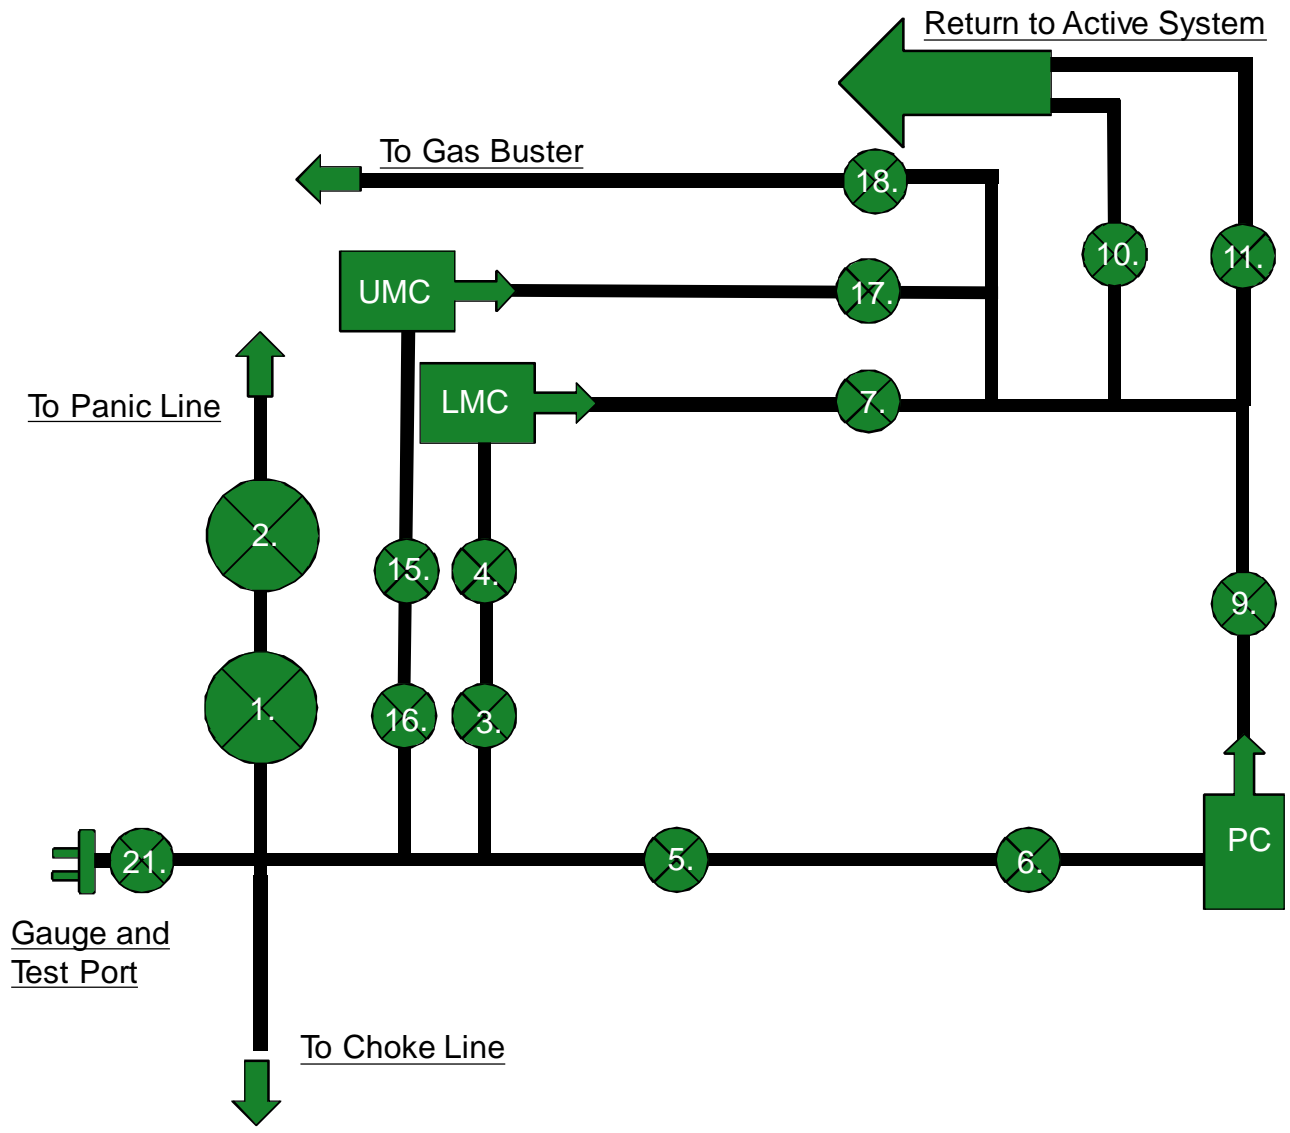 Return to Active System
To Gas Buster
18.
10.
11.
UMC
17.
To Panic Line
LMC
7.
2.
15.
4.
9.
1.
16.
3.
21.
5.
6.
PC
Gauge and
Test Port
To Choke Line